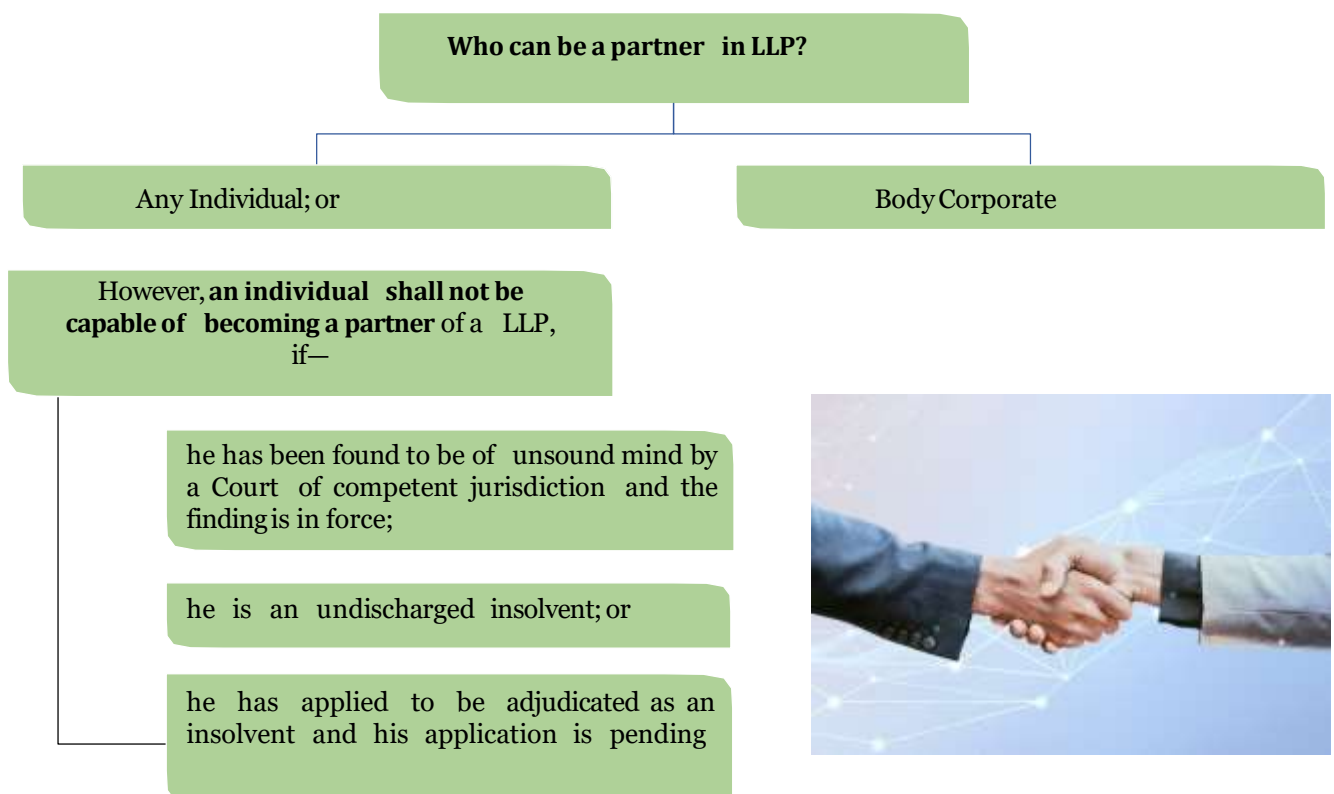 Who can be a partner in LLP?
Any Individual; or
Body Corporate
However, an individual shall not be
capable of becoming a partner of a LLP,
if—
he has been found to be of unsound mind by
a Court of competent jurisdiction and the
finding is in force;
he is an undischarged insolvent; or
he has applied to be adjudicated as an
insolvent and his application is pending